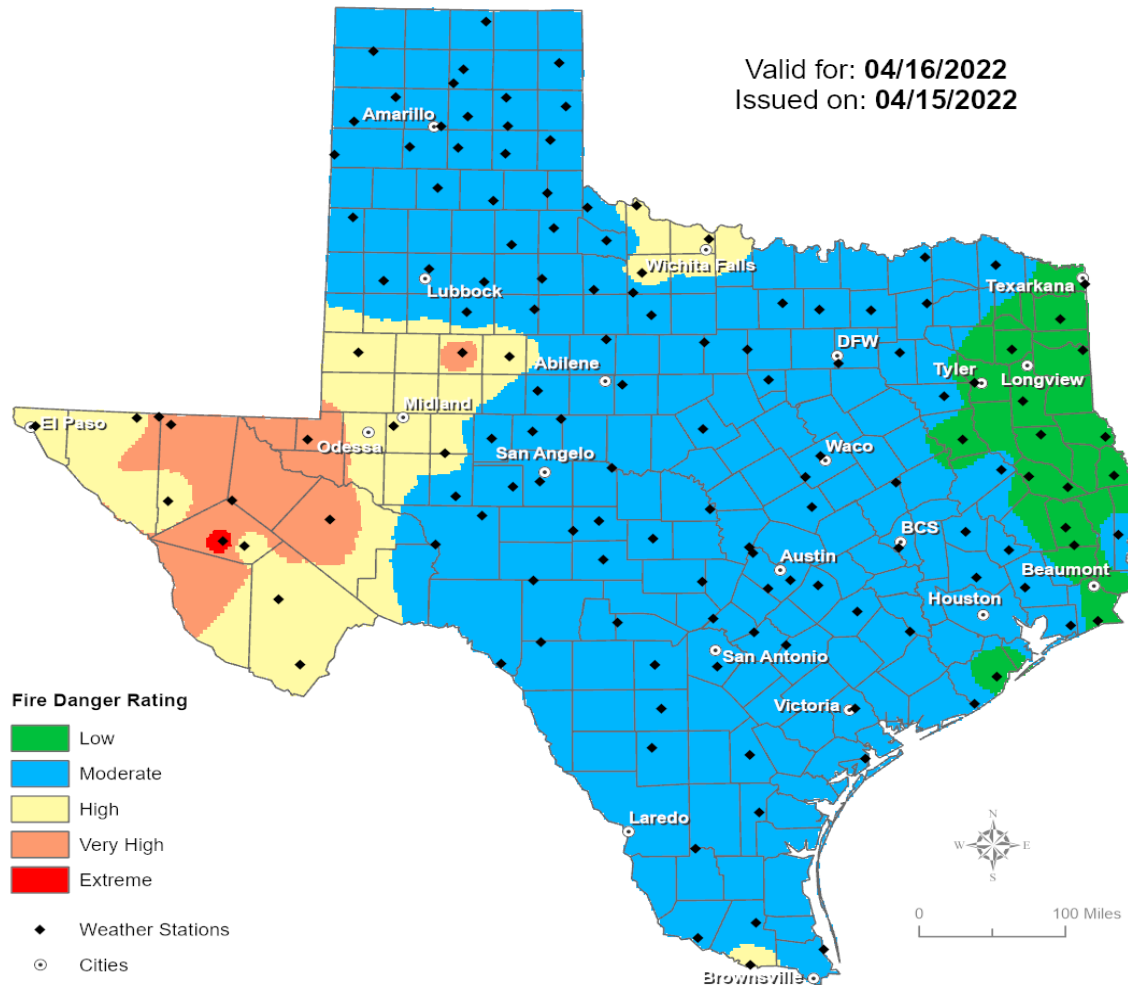 Valid for: 04/16/2022
Issued on: 04/15/2022
Amarillo
Wichita Falls
Lubbock
Texarkana
DFW
Abilene
Tyler
Longview
Midland
El Paso
Odessa
San Angelo
Waco
BCS
Austin
Beaumont
Houston
San Antonio
Victoria
Laredo
Brownsville
Fire Danger Rating
Low
Moderate
High
Very High
Extreme
Weather Stations
Cities
N
W E
S
0 100 Miles